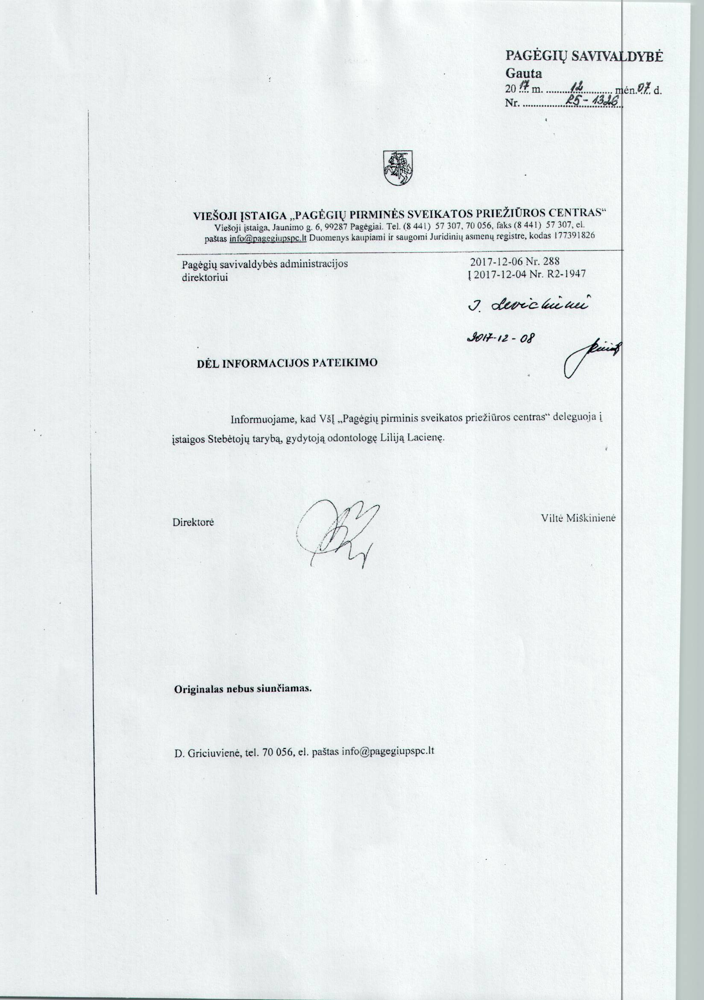 PAGĖGIŲ SAVIVALDYBĖ
Gauta
20 17 m. ......... 12 ............ mėn. 07. d.
Nr. .................. R5-1326
VIEŠOJI ĮSTAIGA „PAGĖGIŲ PIRMINĖS SVEIKATOS PRIEŽIŪROS CENTRAS“
Viešoji įstaiga, Jaunimo g. 6, 99287 Pagėgiai. Tel. (8 441) 57 307, 70 056, faks (8 441) 57 307, el.
paštas info@pagegiupspc.lt Duomenys kaupiami ir saugomi Juridinių asmenų registre, kodas 177391826
Pagėgių savivaldybės administracijos
direktoriui
2017-12-06 Nr. 288
Į 2017-12-04 Nr. R2-1947
2017-12-08
DĖL INFORMACIJOS PATEIKIMO
Informuojame, kad VšĮ „Pagėgių pirminis sveikatos priežiūros centras“ deleguoja į
įstaigos Stebėtojų tarybą, gydytoją odontologę Liliją Lacienę.
Direktorė
Viltė Miškinienė
Originalas nebus siunčiamas.
D. Griciuvienė, tel. 70 056, el. paštas info@pagegiupspc.lt